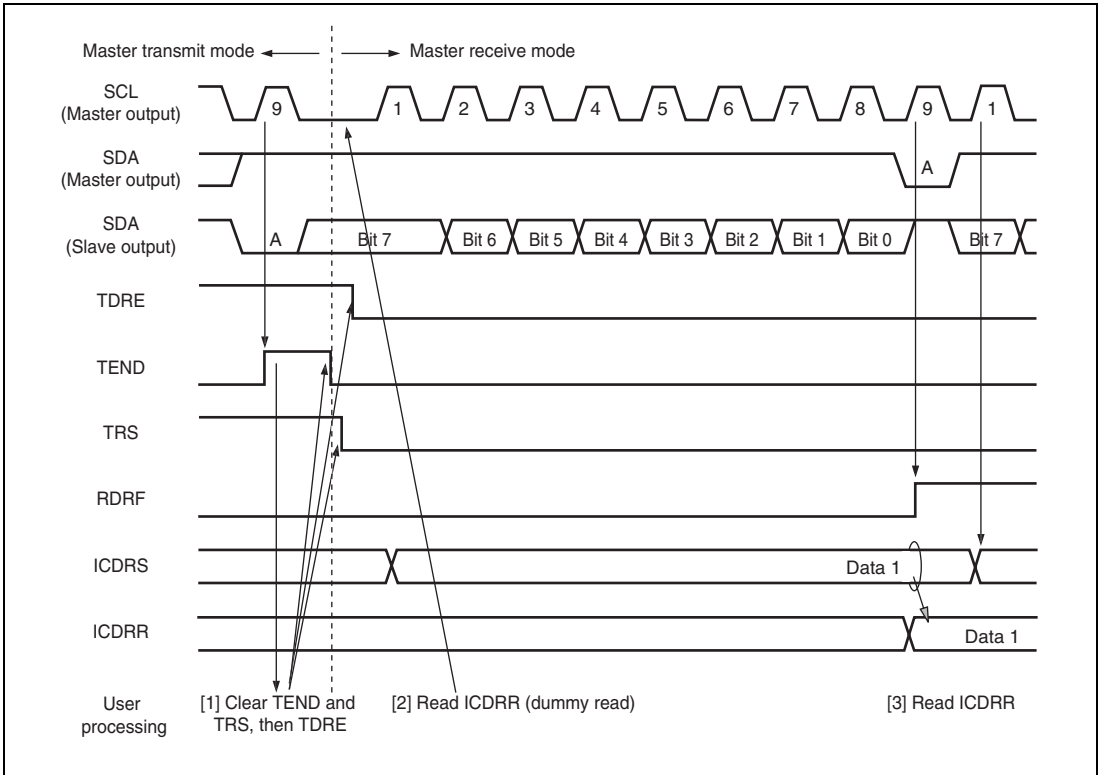 Master transmit mode Master receive mode
SCL
(Master output)
9 1 2 3 4 5 6 7 8 9 1
SDA
(Master output)
A
SDA
(Slave output)
A Bit 7 Bit 6 Bit 5 Bit 4 Bit 3 Bit 2 Bit 1 Bit 0 Bit 7
TDRE
TEND
TRS
RDRF
ICDRS
Data 1
ICDRR
Data 1
User
processing
[1] Clear TEND and
TRS, then TDRE
[2] Read ICDRR (dummy read)
[3] Read ICDRR